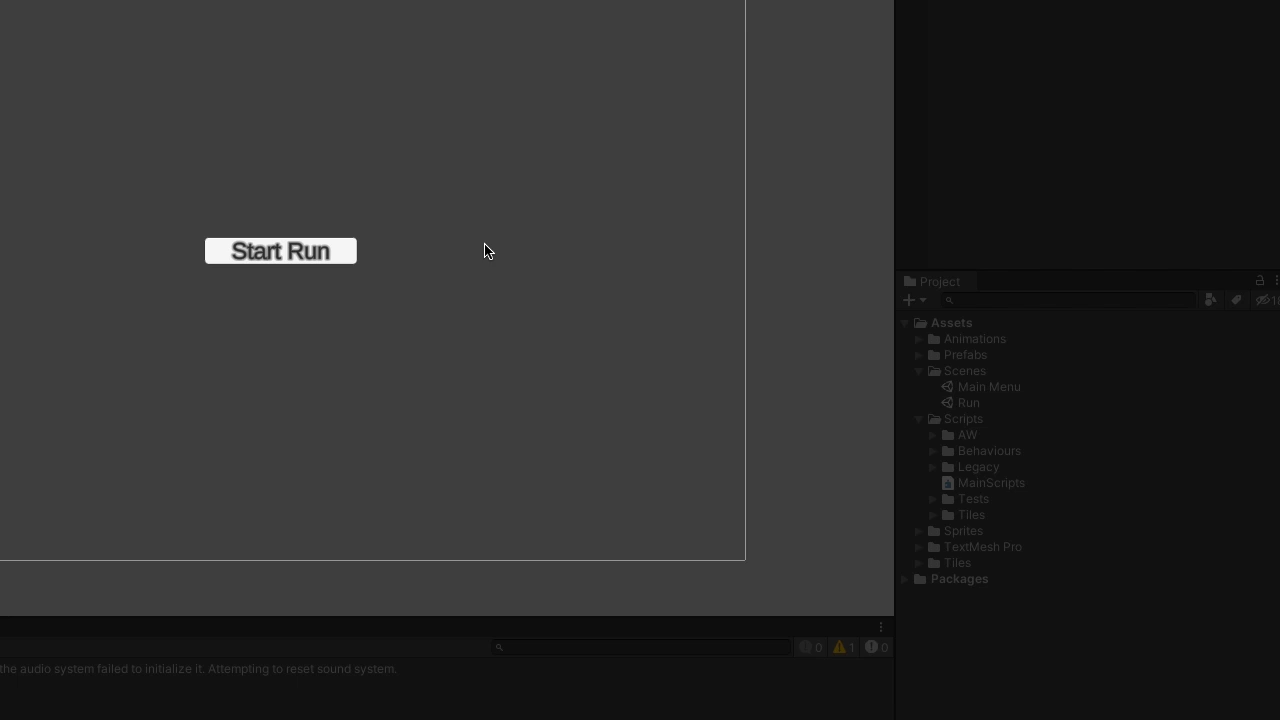 Start Run
Project
Assets
Animations
Prefabs
Scenes
Main Menu
Run
Scripts
AW
Behaviours
Legacy
MainScripts
Tests
Tiles
Sprites
TextMesh Pro
Tiles
Packages
0 1 0
the audio system failed to initialize it. Attempting to reset sound system.